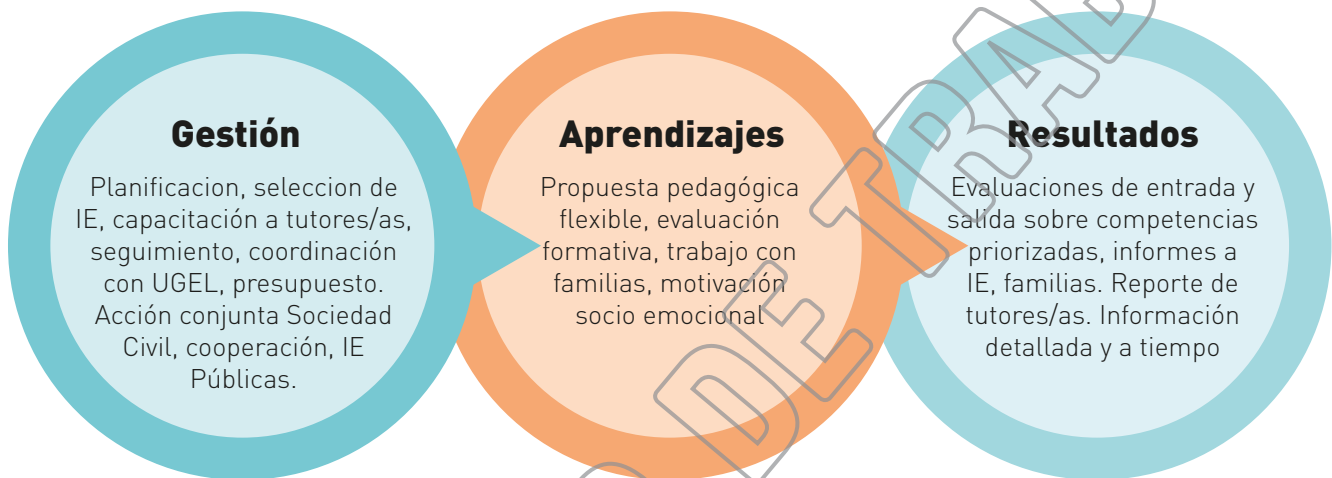 Gestión
Planificacion, seleccion de
IE, capacitación a tutores/as,
seguimiento, coordinación
con UGEL, presupuesto.
Acción conjunta Sociedad
Civil, cooperación, IE
Públicas.
Aprendizajes
Propuesta pedagógica
flexible, evaluación
formativa, trabajo con
familias, motivación
socio emocional
Resultados
Evaluaciones de entrada y
salida sobre competencias
priorizadas, informes a
IE, familias. Reporte de
tutores/as. Información
detallada y a tiempo
DE TRAB